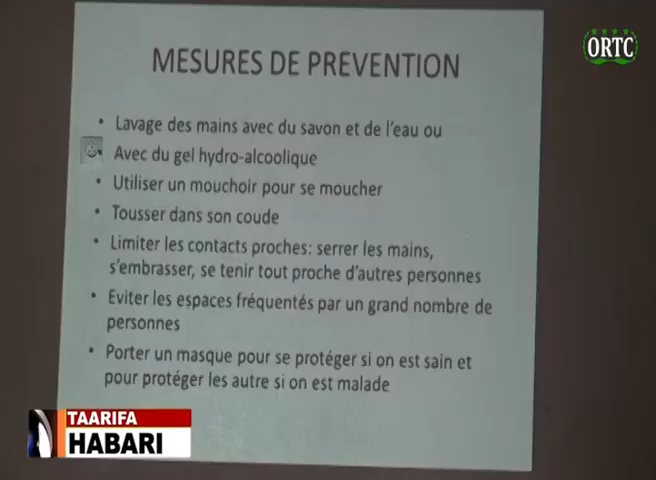 MESURES DE PREVENTION
ORTC
• Lavage des mains avec du savon et de l'eau ou
Avec du gel hydro-alcoolique
• Utiliser un mouchoir pour se moucher
• Tousser dans son coude
• Limiter les contacts proches: serrer les mains,
s'embrasser, se tenir tout proche d'autres personnes
• Eviter les espaces fréquentés par un grand nombre de
personnes
• Porter un masque pour se protéger si on est sain et
pour protéger les autre si on est malade
TAARIFA
HABARI